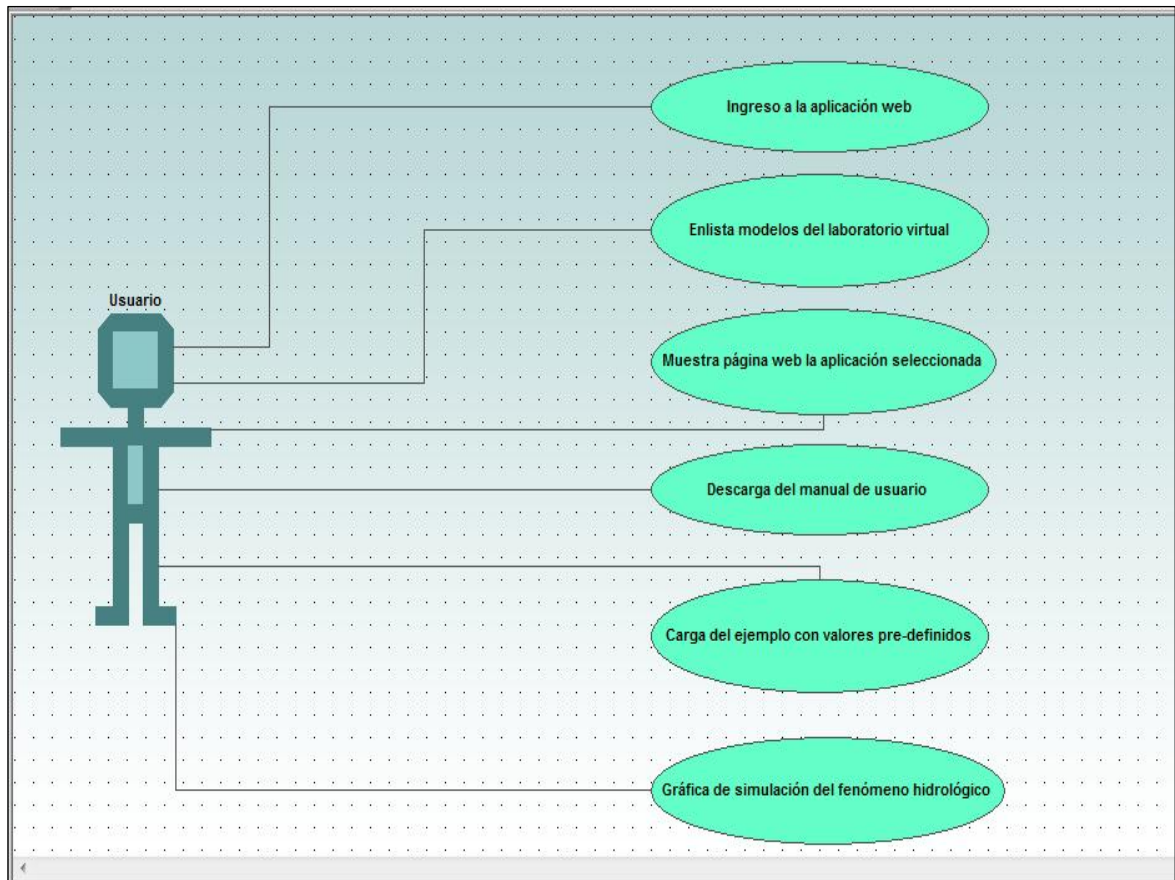 Ingreso a la aplicación web
Enlista modelos del laboratorio virtual
Usuario
Muestra página web la aplicación seleccionada
Descarga del manual de usuario
Carga del ejemplo con valores pre-definidos
Gráfica de simulación del fenómeno hidrológico